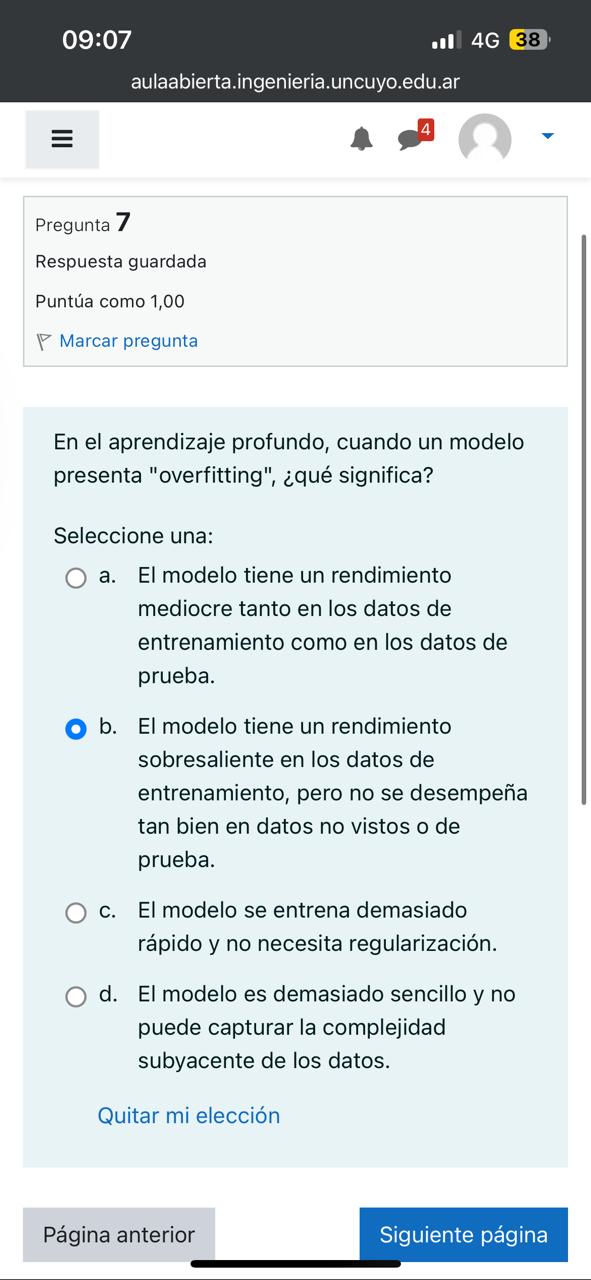 09:07
4G 38
aulaabierta.ingenieria.uncuyo.edu.ar
4
Pregunta 7
Respuesta guardada
Puntúa como 1,00
Marcar pregunta
En el aprendizaje profundo, cuando un modelo
presenta "overfitting", ¿qué significa?
Seleccione una:
a. El modelo tiene un rendimiento
mediocre tanto en los datos de
entrenamiento como en los datos de
prueba.
b. El modelo tiene un rendimiento
sobresaliente en los datos de
entrenamiento, pero no se desempeña
tan bien en datos no vistos o de
prueba.
c. El modelo se entrena demasiado
rápido y no necesita regularización.
d. El modelo es demasiado sencillo y no
puede capturar la complejidad
subyacente de los datos.
Quitar mi elección
Página anterior
Siguiente página